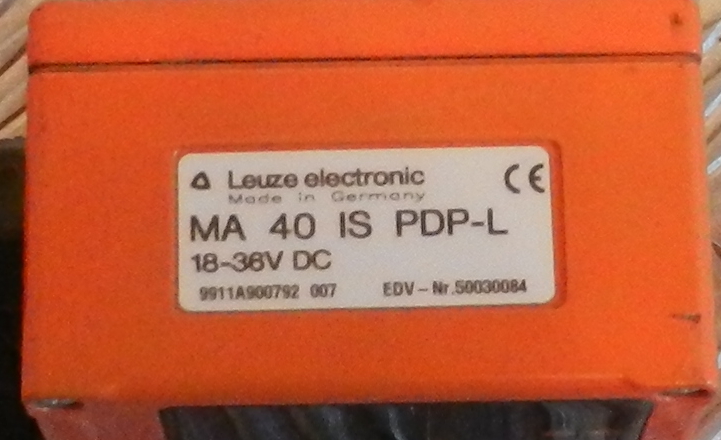 Leuze electronic CE
Made in Germany
MA 40 IS PDP-L
18-36V DC
9911A900792 007 EDV-Nr.50030084